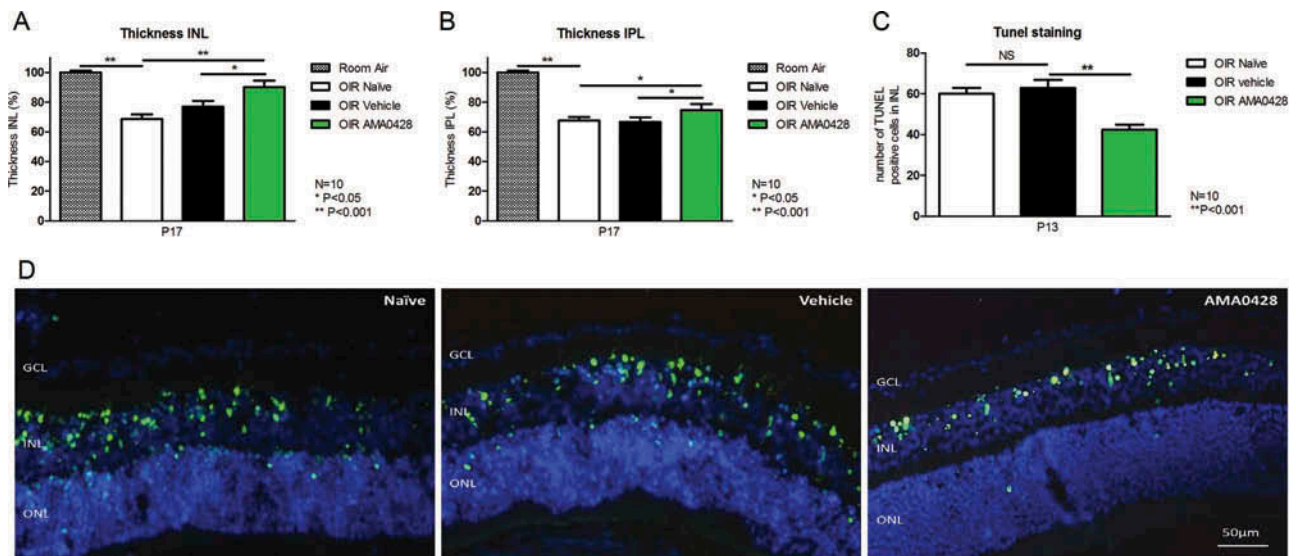 A
Thickness INL
**
**
*
100
80
60
40
20
0
Thickness INL (%)
P17
Room Air
OIR Naïve
OIR Vehicle
OIR AMA0428
N=10
* P<0.05
** P<0.001
B
Thickness IPL
**
*
*
100
80
60
40
20
0
Thickness IPL (%)
P17
Room Air
OIR Naïve
OIR Vehicle
OIR AMA0428
N=10
* P<0.05
** P<0.001
C
Tunel staining
NS
**
80
60
40
20
0
number of TUNEL
positive cells in INL
P13
OIR Naïve
OIR vehicle
OIR AMA0428
N=10
**P<0.001
D
Naïve
GCL
INL
ONL
Vehicle
GCL
INL
ONL
AMA0428
GCL
INL
ONL
50µm